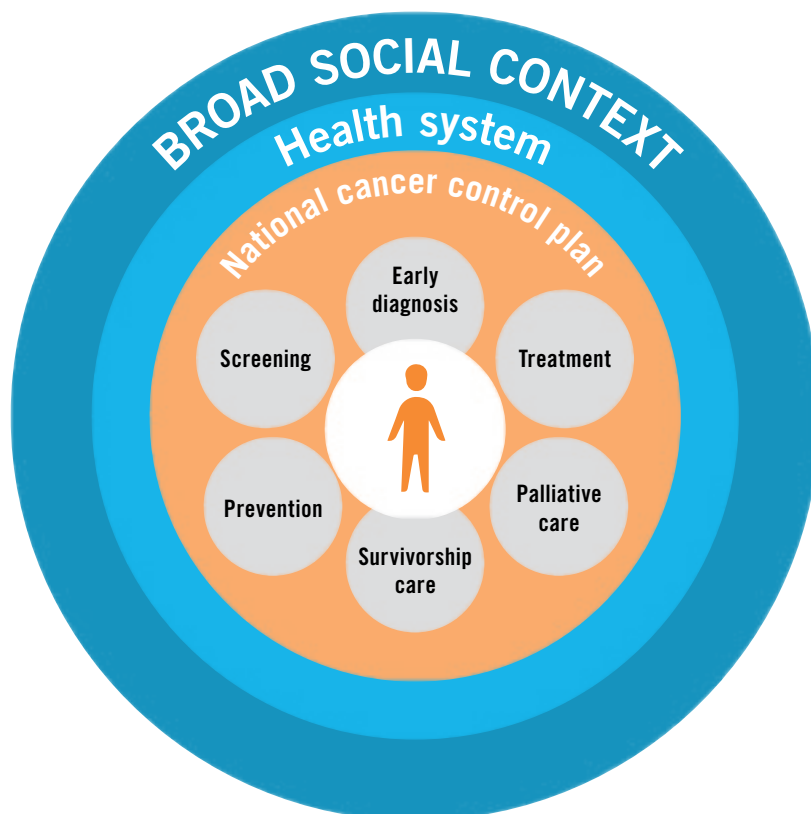 BROAD SOCIAL CONTEXT
Health system
National cancer control plan
Early
diagnosis
Screening
Treatment
Prevention
Palliative
care
Survivorship
care